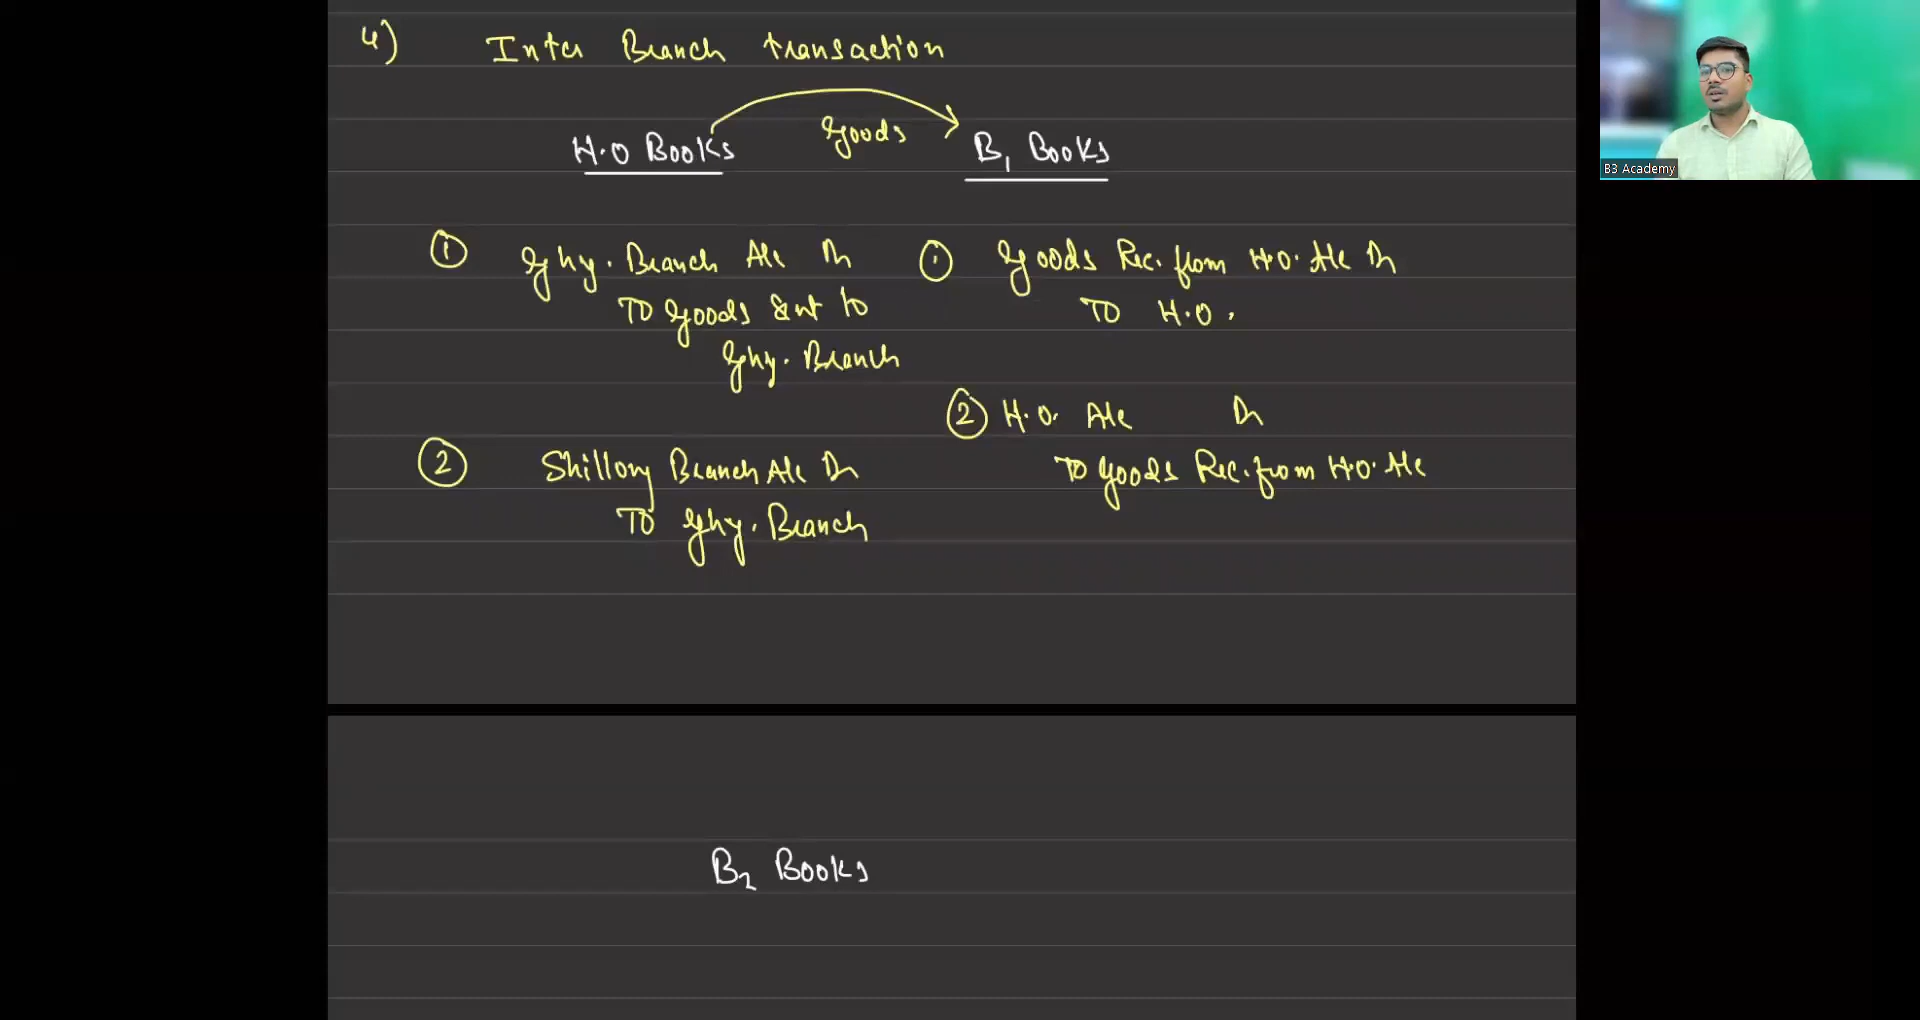 4) Inter Branch transaction
H.O Books goods B1 Books
① Ghy. Branch A/c Dr
To goods sent to
Ghy. Branch
② Shillong Branch A/c Dr
To Ghy. Branch
① Goods Rec. from H.O. A/c Dr
To H.O.
② H.O. A/c Dr
To goods Rec. from H.O. A/c
B2 Books
B3 Academy